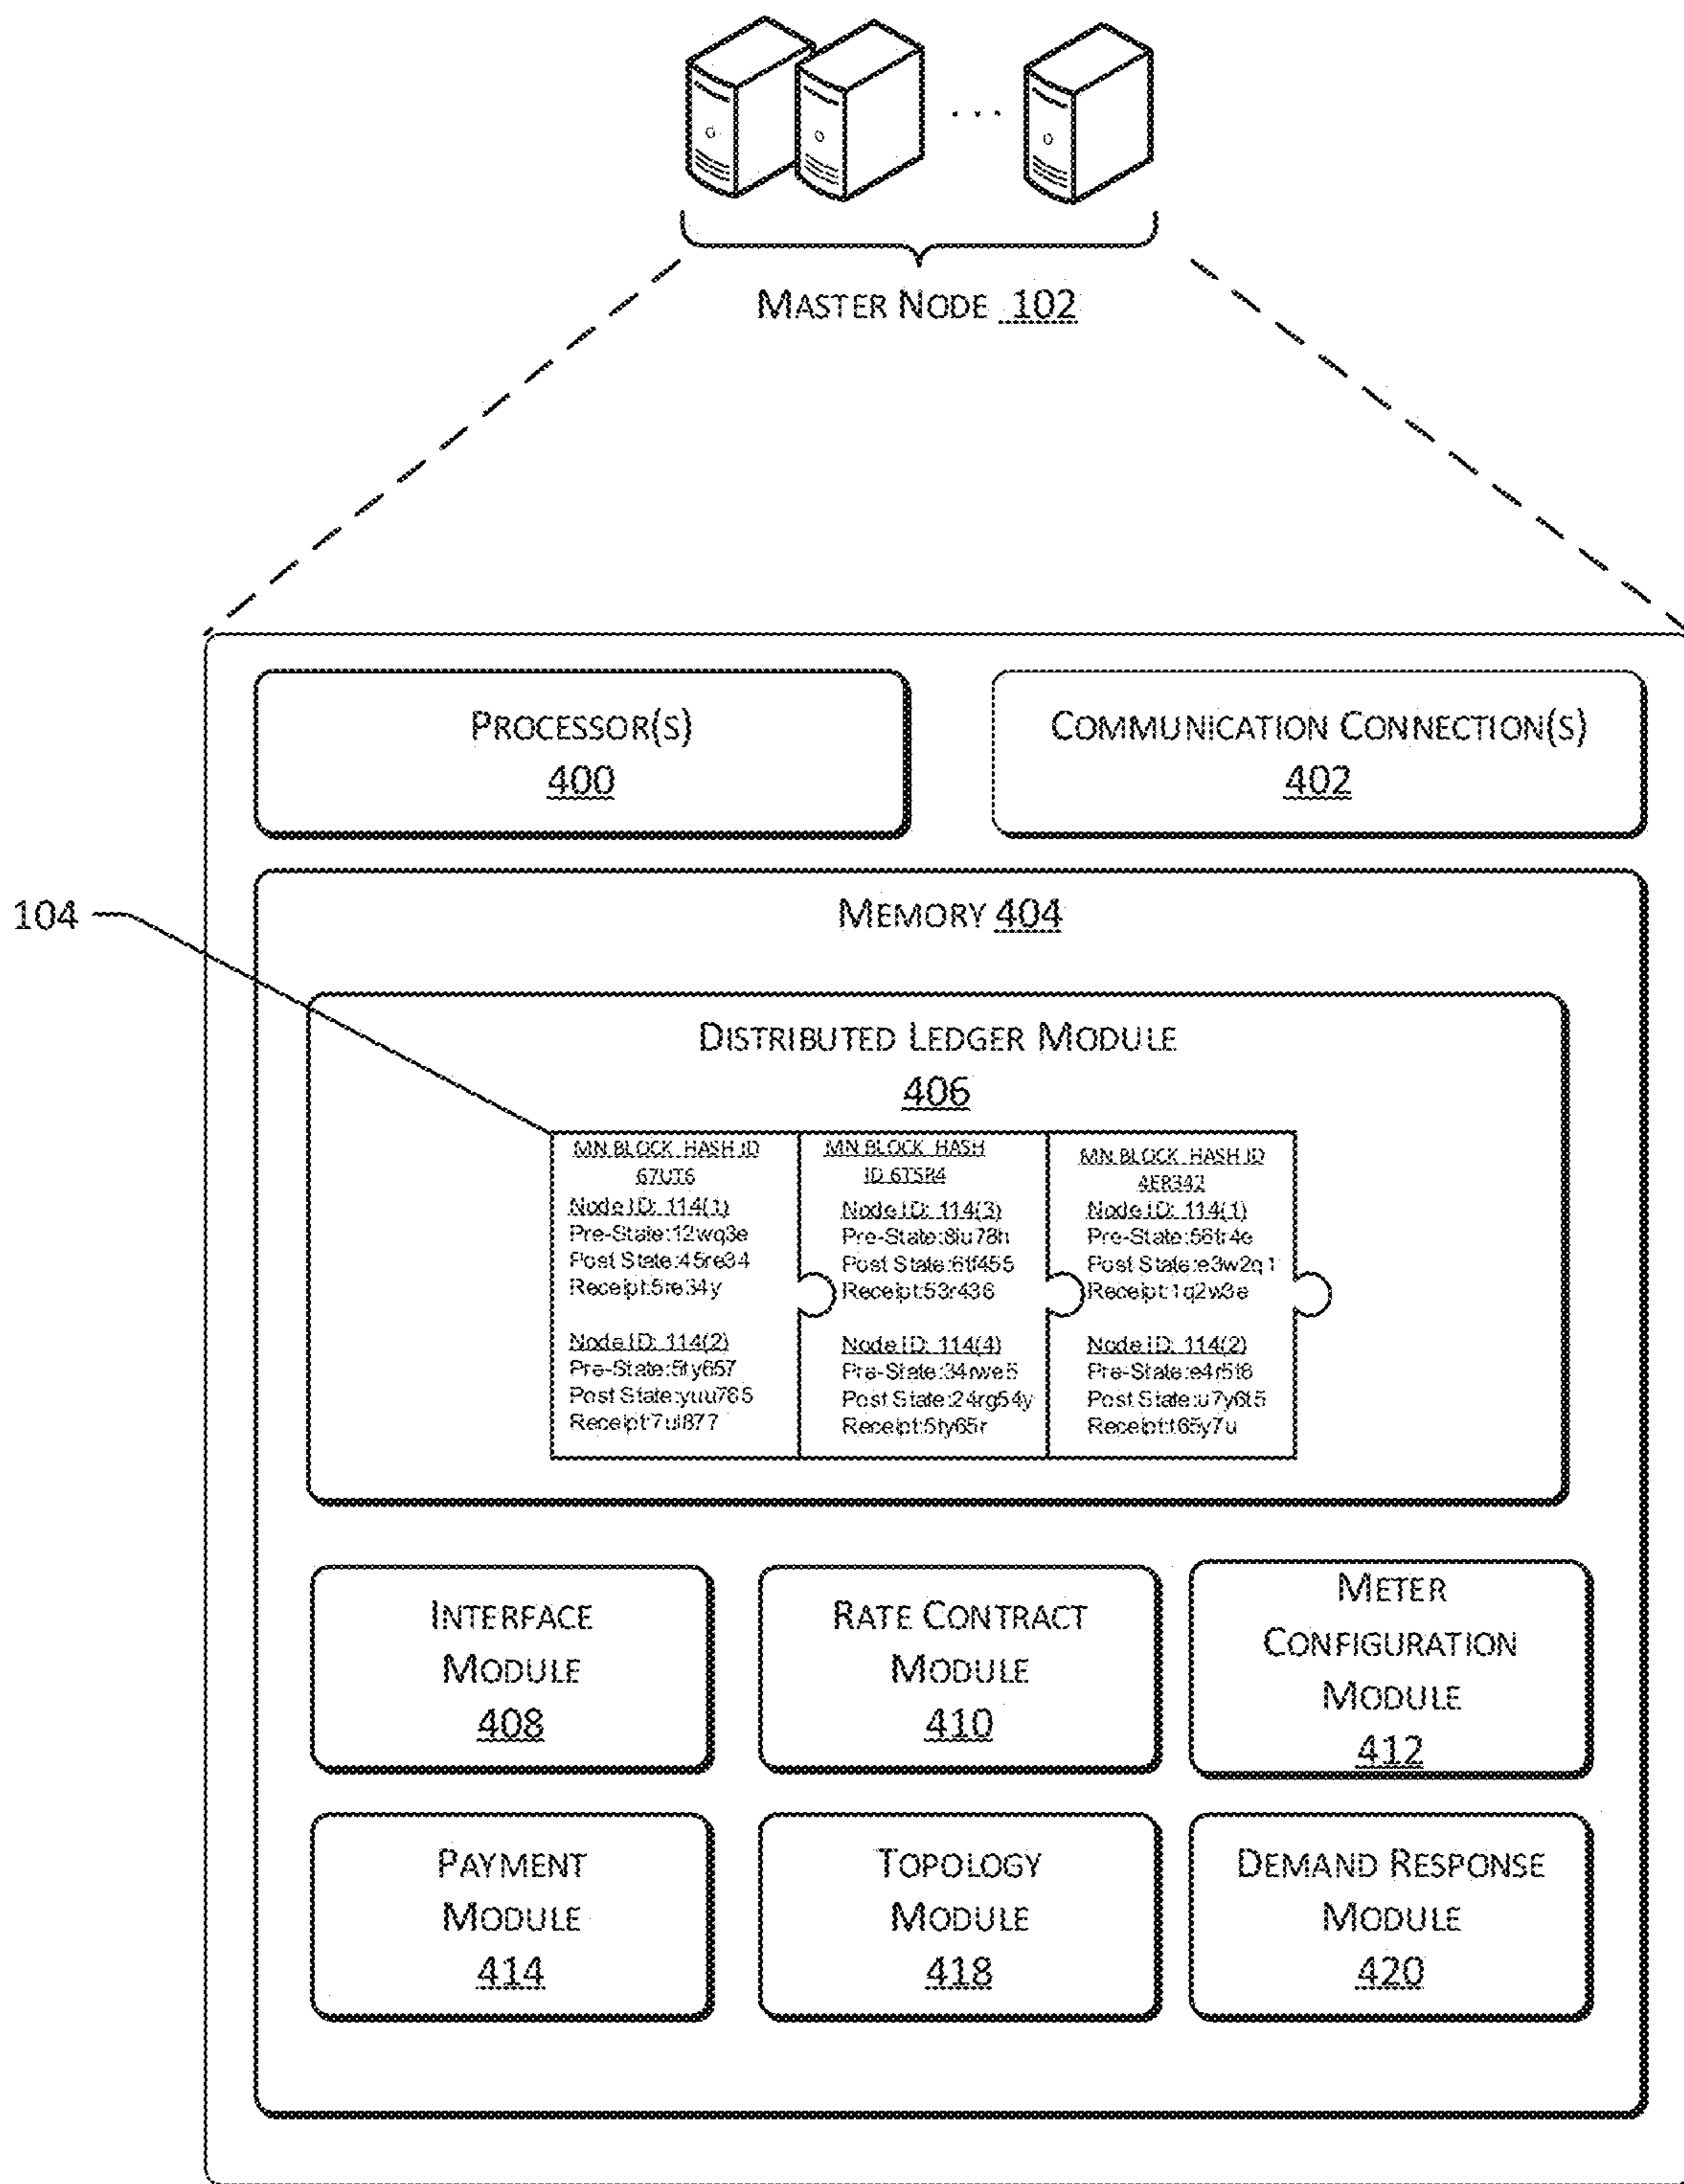 MASTER NODE 102
PROCESSOR(S)
400
COMMUNICATION CONNECTION(S)
402
104
MEMORY 404
DISTRIBUTED LEDGER MODULE
406
MN BLOCK HASH ID
67UT6
Node ID: 114(1)
Pre-State:12wq3e
Post State:45re34
Receipt:5re34y
Node ID: 114(2)
Pre-State:5ty657
Post State:yuu765
Receipt:7ui877
MN BLOCK HASH
ID 6T5R4
Node ID: 114(3)
Pre-State:8iu78h
Post State:6tf455
Receipt:53r436
Node ID: 114(4)
Pre-State:34rwe5
Post State:24rg54y
Receipt:5ty65r
MN BLOCK HASH ID
4ER342
Node ID: 114(1)
Pre-State:56tr4e
Post State:e3w2q1
Receipt:1q2w3e
Node ID: 114(2)
Pre-State:e4r5t6
Post State:u7y6t5
Receipt:t65y7u
INTERFACE
MODULE
408
RATE CONTRACT
MODULE
410
METER
CONFIGURATION
MODULE
412
PAYMENT
MODULE
414
TOPOLOGY
MODULE
418
DEMAND RESPONSE
MODULE
420